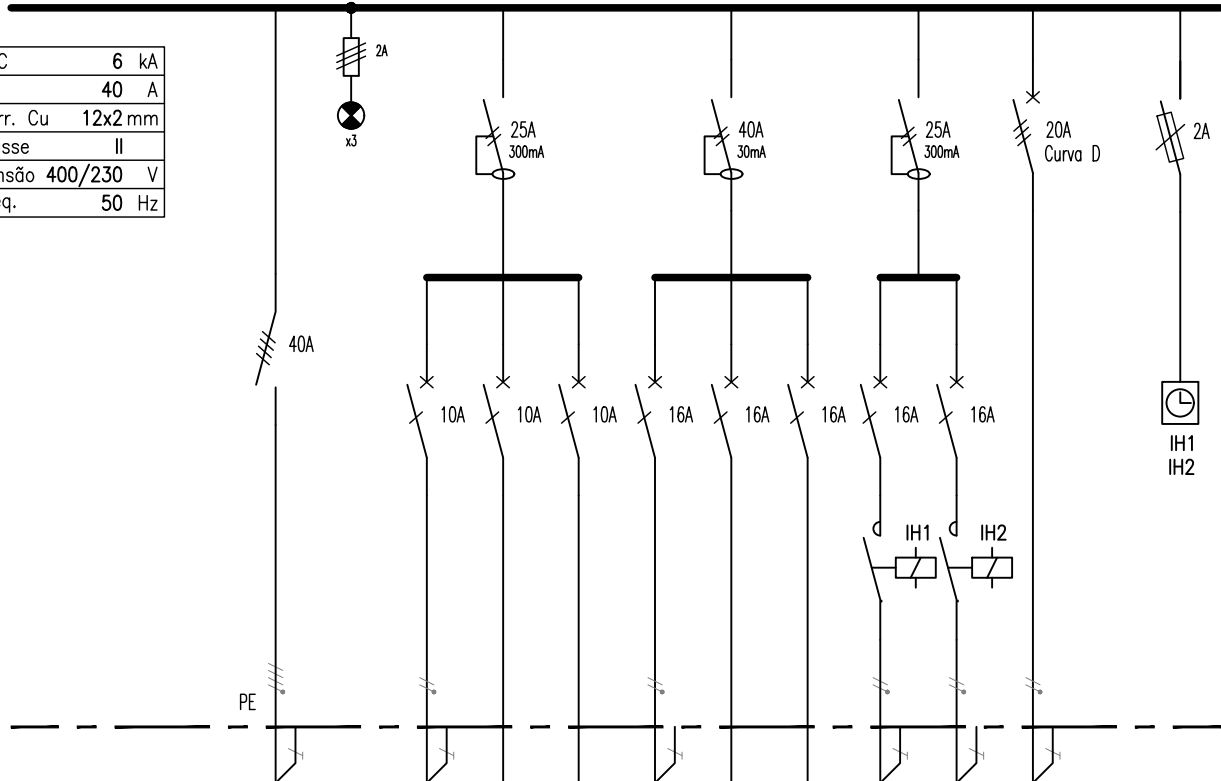 C 6 kA
40 A
rr. Cu 12x2 mm
sse II
nsão 400/230 V
q. 50 Hz
2A
x3
25A
300mA
40A
30mA
25A
300mA
20A
Curva D
2A
40A
10A
10A
10A
16A
16A
16A
16A
16A
IH1
IH2
IH1
IH2
PE